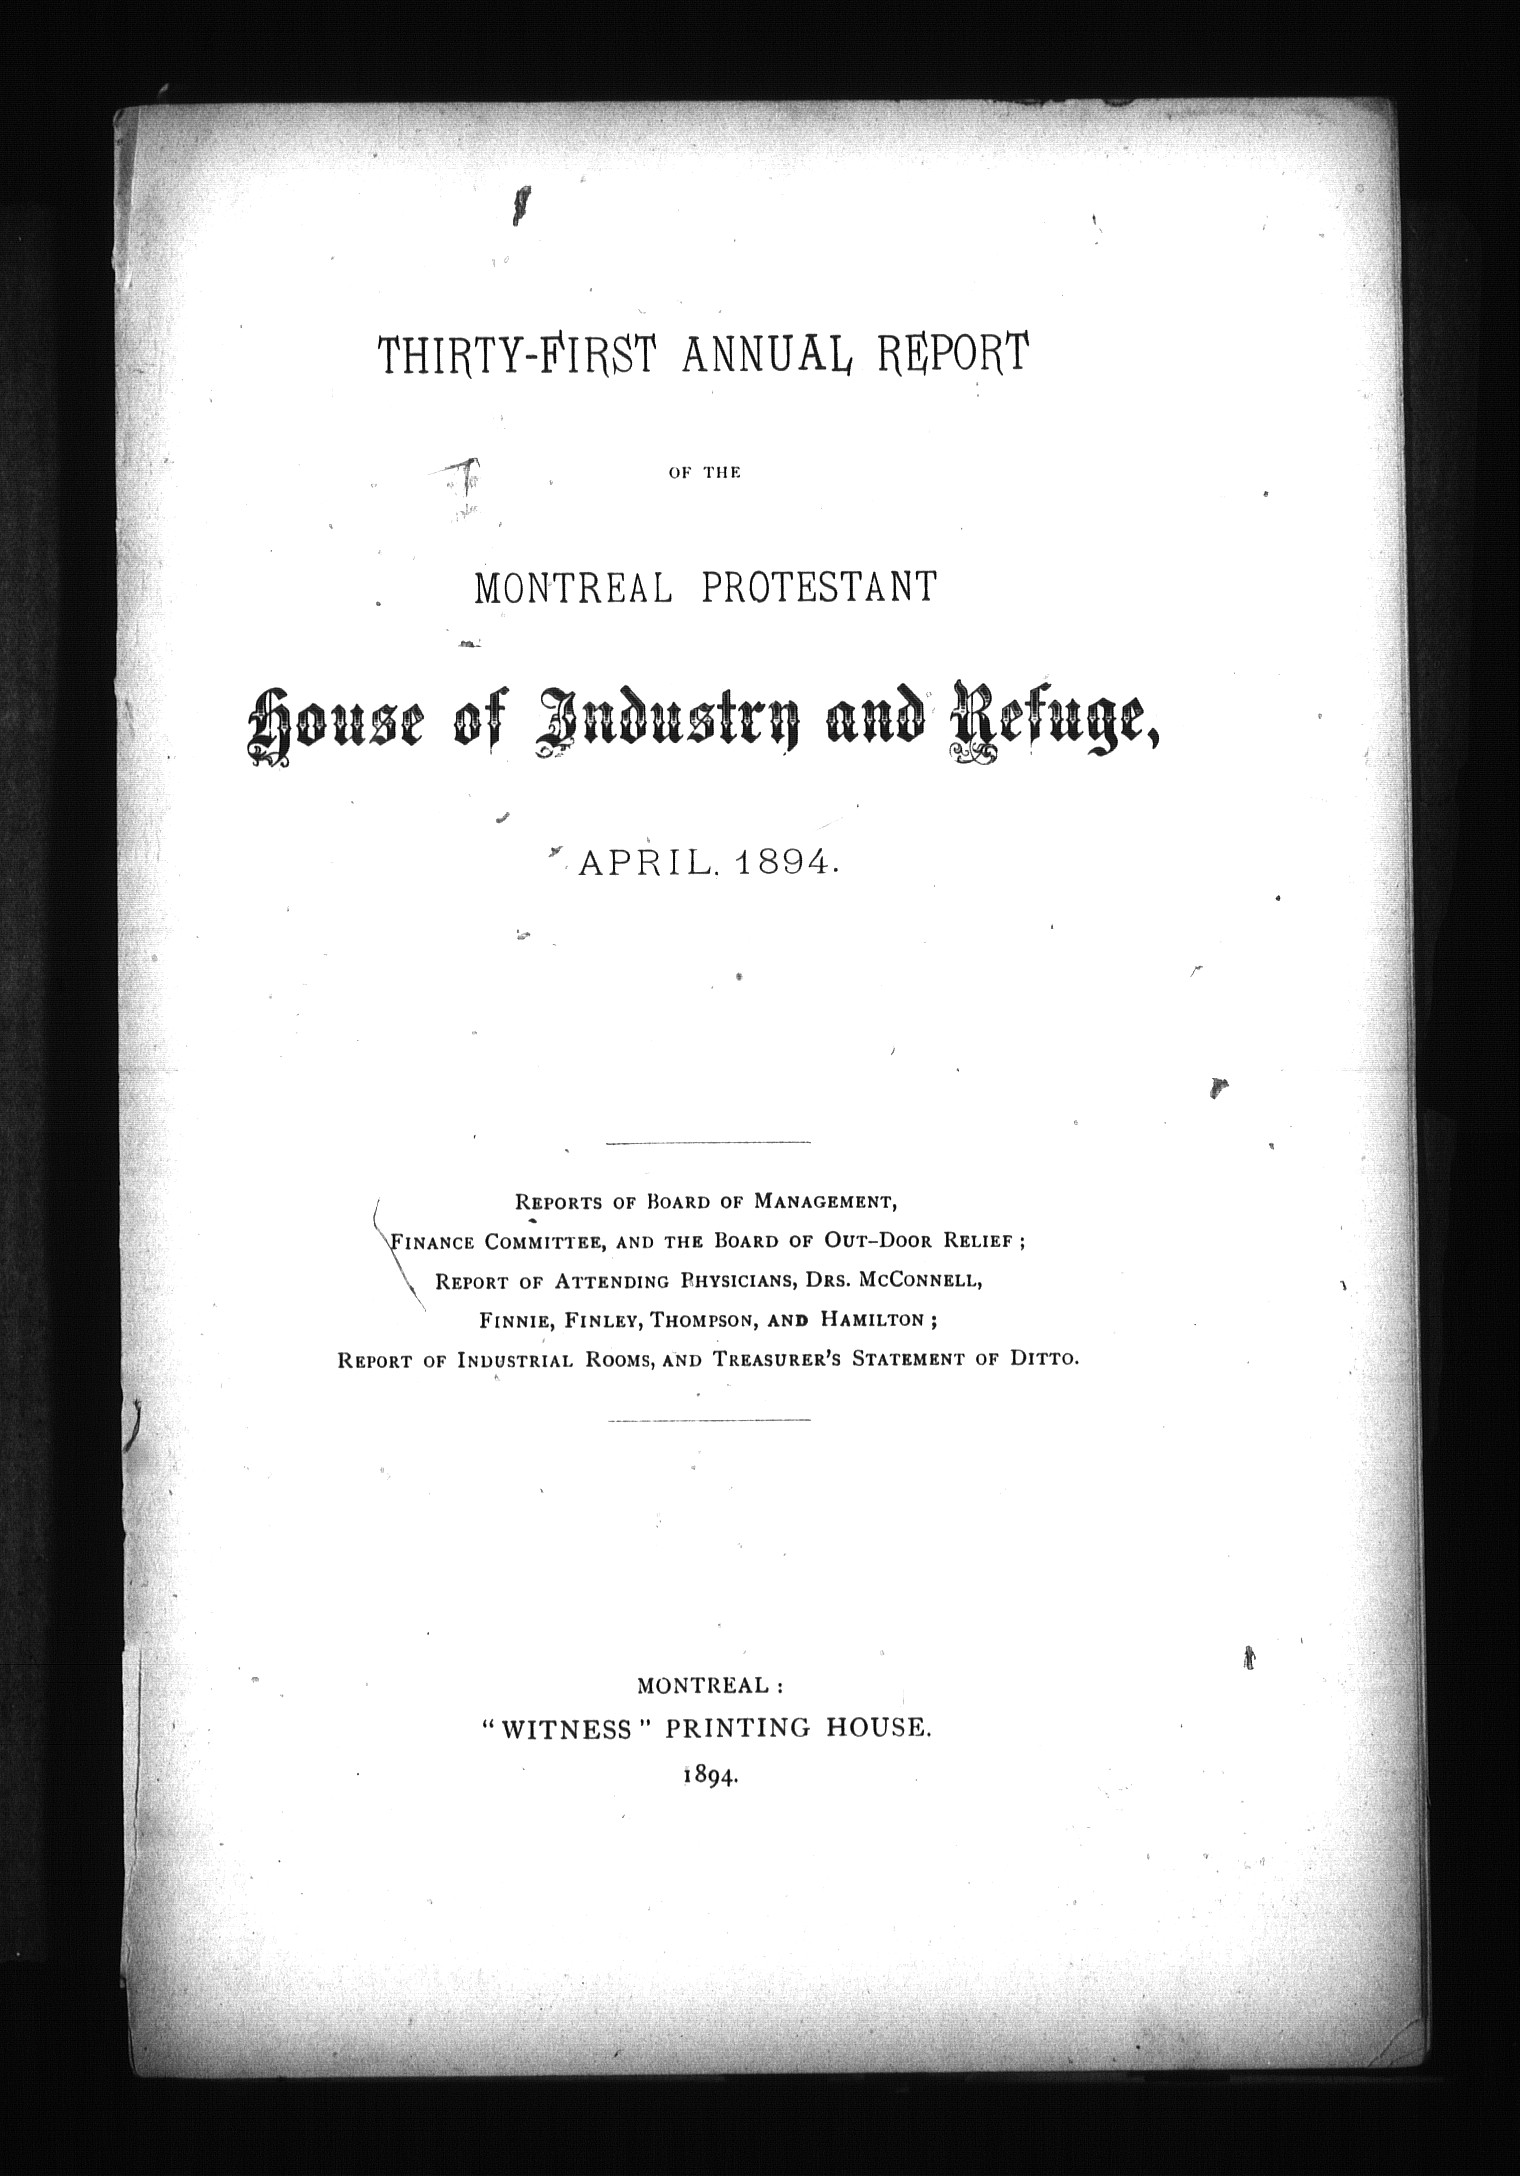 THIRTY-FIRST ANNUAL REPORT
OF THE
MONTREAL PROTESTANT
House of Industry and Refuge,
APRIL. 1894.
REPORTS OF BOARD OF MANAGEMENT,
FINANCE COMMITTEE, AND THE BOARD OF OUT-DOOR RELIEF ;
REPORT OF ATTENDING PHYSICIANS, DRS. MCCONNELL,
FINNIE, FINLEY, THOMPSON, AND HAMILTON ;
REPORT OF INDUSTRIAL ROOMS, AND TREASURER'S STATEMENT OF DITTO.
MONTREAL :
"WITNESS" PRINTING HOUSE.
1894.